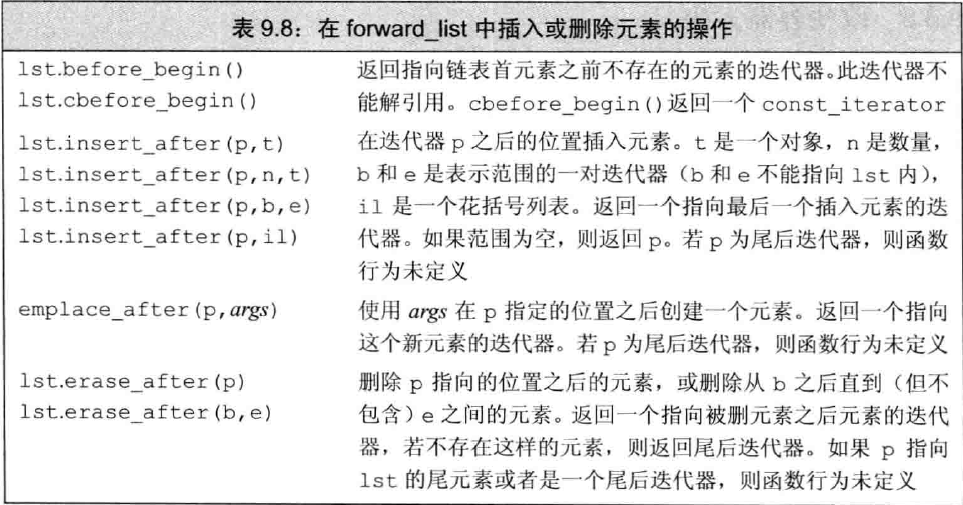 表 9.8：在 forward_list 中插入或删除元素的操作
lst.before_begin() 返回指向链表首元素之前不存在的元素的迭代器。此迭代器不
lst.cbefore_begin() 能解引用。cbefore_begin()返回一个 const_iterator
lst.insert_after(p,t) 在迭代器 p 之后的位置插入元素。t 是一个对象，n 是数量，
lst.insert_after(p,n,t) b 和 e 是表示范围的一对迭代器（b 和 e 不能指向 lst 内），
lst.insert_after(p,b,e) il 是一个花括号列表。返回一个指向最后一个插入元素的迭
lst.insert_after(p,il) 代器。如果范围为空，则返回 p。若 p 为尾后迭代器，则函数
行为未定义
emplace_after(p,args) 使用 args 在 p 指定的位置之后创建一个元素。返回一个指向
这个新元素的迭代器。若 p 为尾后迭代器，则函数行为未定义
lst.erase_after(p) 删除 p 指向的位置之后的元素，或删除从 b 之后直到（但不
lst.erase_after(b,e) 包含）e 之间的元素。返回一个指向被删元素之后元素的迭代
器，若不存在这样的元素，则返回尾后迭代器。如果 p 指向
lst 的尾元素或者是一个尾后迭代器，则函数行为未定义